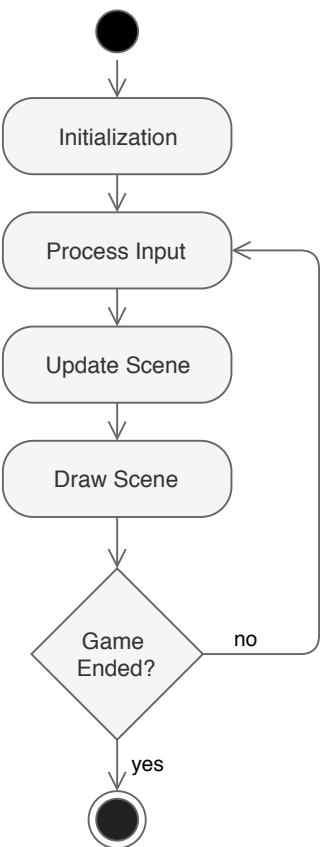 Initialization
Process Input
Update Scene
Draw Scene
Game
Ended?
no
yes